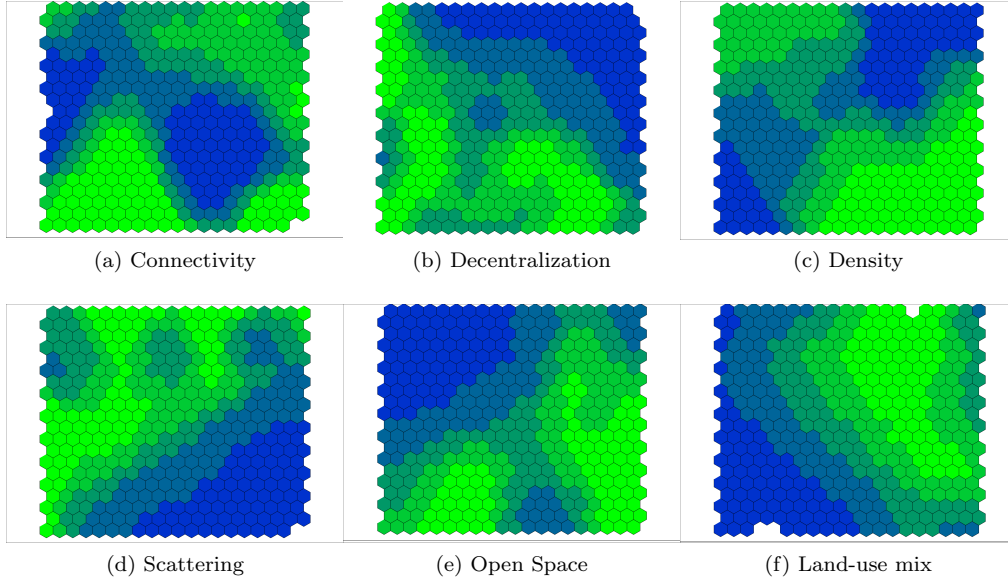 (a) Connectivity
(b) Decentralization
(c) Density
(d) Scattering
(e) Open Space
(f) Land-use mix